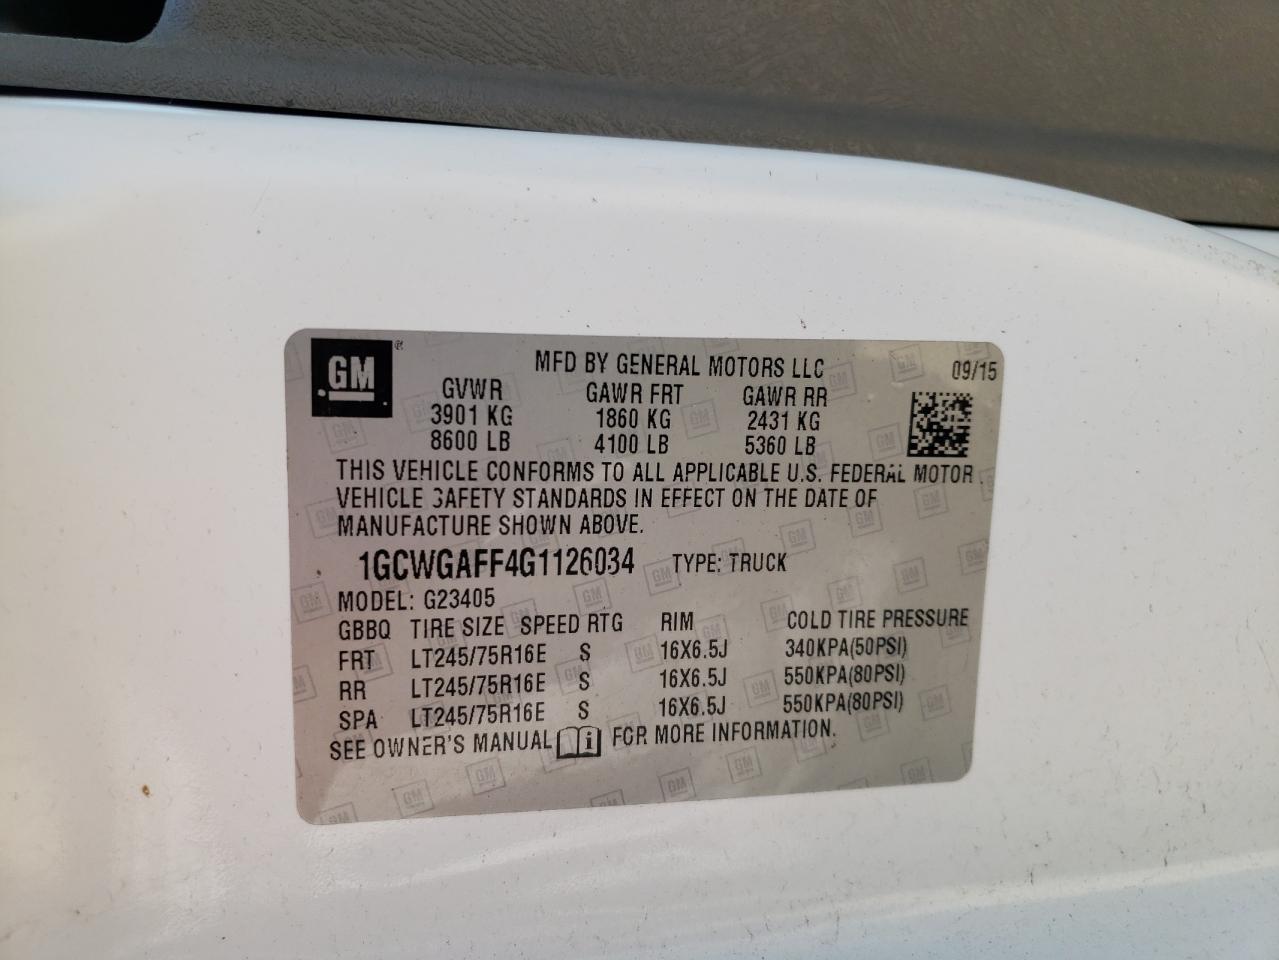 GM
MFD BY GENERAL MOTORS LLC 09/15
GVWR GAWR FRT GAWR RR
3901 KG 1860 KG 2431 KG
8600 LB 4100 LB 5360 LB
THIS VEHICLE CONFORMS TO ALL APPLICABLE U.S. FEDERAL MOTOR
VEHICLE SAFETY STANDARDS IN EFFECT ON THE DATE OF
MANUFACTURE SHOWN ABOVE.
1GCWGAFF4G1126034 TYPE: TRUCK
MODEL: G23405
GBBQ TIRE SIZE SPEED RTG RIM COLD TIRE PRESSURE
FRT LT245/75R16E S 16X6.5J 340KPA(50PSI)
RR LT245/75R16E S 16X6.5J 550KPA(80PSI)
SPA LT245/75R16E S 16X6.5J 550KPA(80PSI)
SEE OWNER'S MANUAL i FOR MORE INFORMATION.